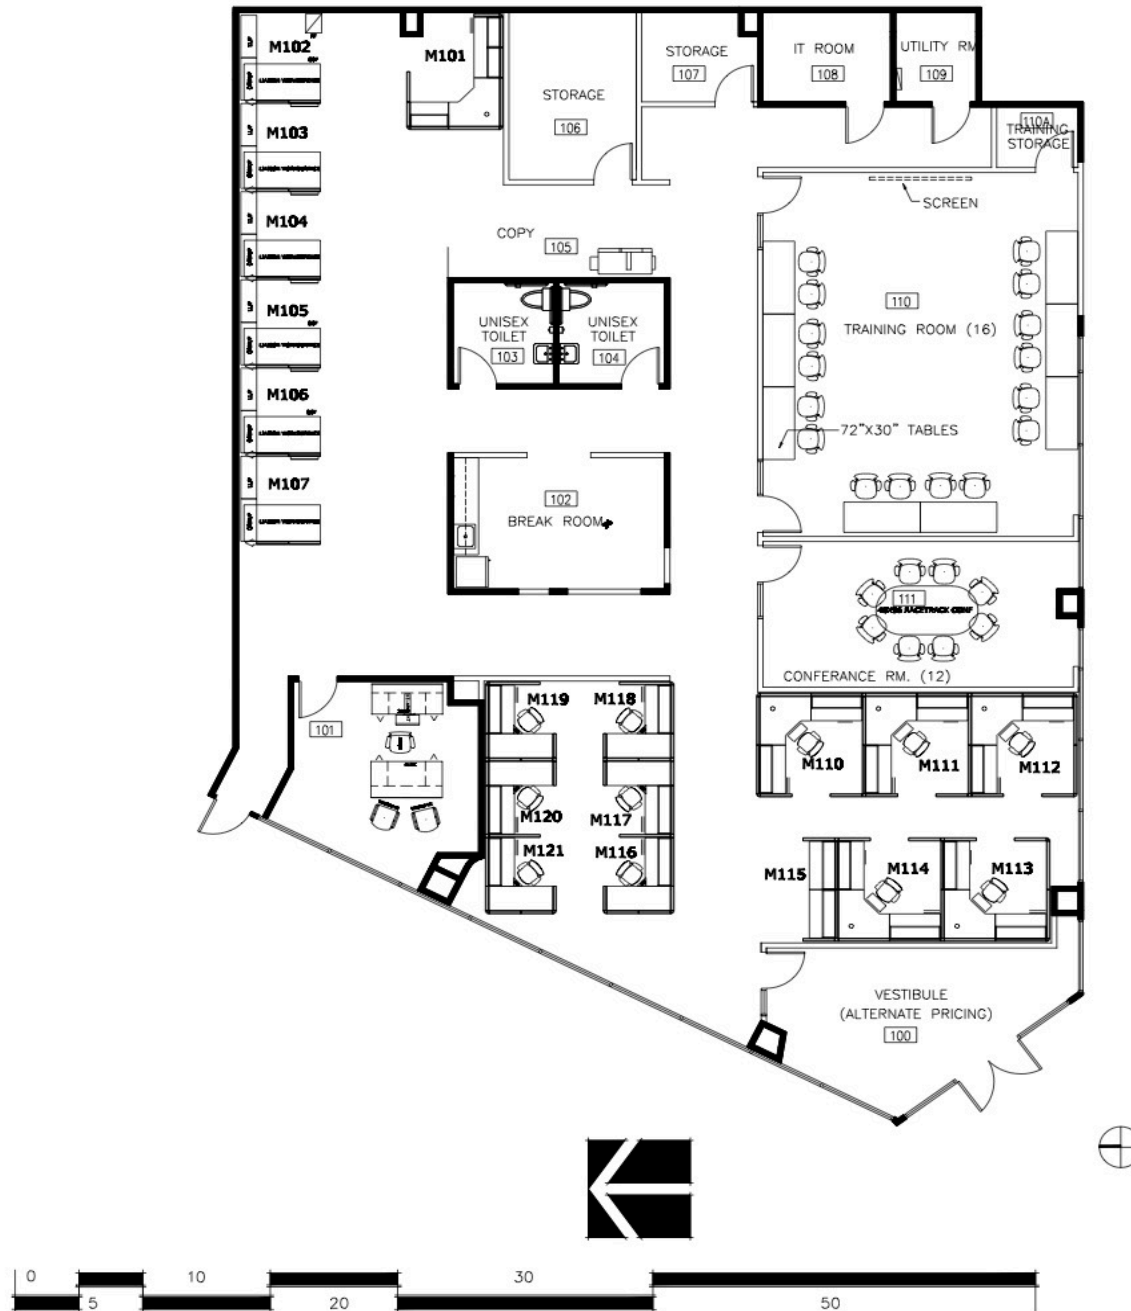 M102
M101
STORAGE
106
STORAGE
107
IT ROOM
108
UTILITY RM
109
110A
TRAINING
STORAGE
M103
SCREEN
M104
COPY
105
110
TRAINING ROOM (16)
M105
UNISEX
TOILET
103
UNISEX
TOILET
104
M106
72"X30" TABLES
M107
102
BREAK ROOM
111
RACETRACK CONF
CONFERANCE RM. (12)
101
M119
M118
M110
M111
M112
M120
M117
M121
M116
M115
M114
M113
VESTIBULE
(ALTERNATE PRICING)
100
0
10
30
5
20
50